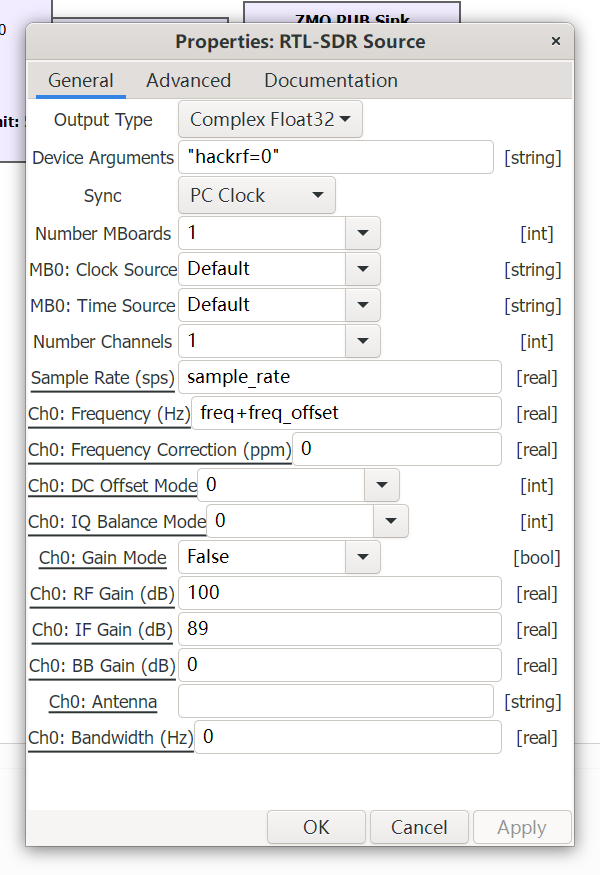 ZMQ PUB Sink
0
Properties: RTL-SDR Source
×
General Advanced Documentation
Output Type Complex Float32
Device Arguments "hackrf=0" [string]
Sync PC Clock
Number MBoards 1 [int]
MB0: Clock Source Default [string]
MB0: Time Source Default [string]
Number Channels 1 [int]
Sample Rate (sps) sample_rate [real]
Ch0: Frequency (Hz) freq+freq_offset [real]
Ch0: Frequency Correction (ppm) 0 [real]
Ch0: DC Offset Mode 0 [int]
Ch0: IQ Balance Mode 0 [int]
Ch0: Gain Mode False [bool]
Ch0: RF Gain (dB) 100 [real]
Ch0: IF Gain (dB) 89 [real]
Ch0: BB Gain (dB) 0 [real]
Ch0: Antenna [string]
Ch0: Bandwidth (Hz) 0 [real]
OK Cancel Apply